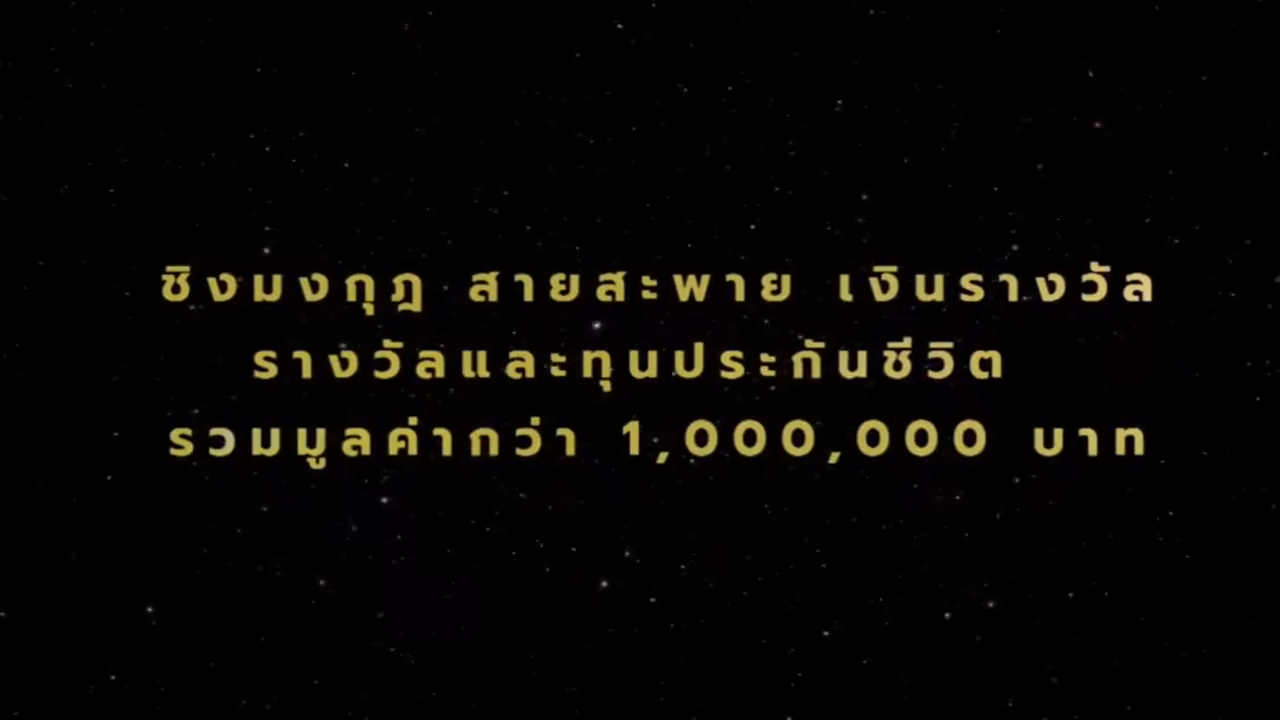 ชิงมงกุฎ สายสะพาย เงินรางวัล
รางวัลและทุนประกันชีวิต
รวมมูลค่ากว่า 1,000,000 บาท